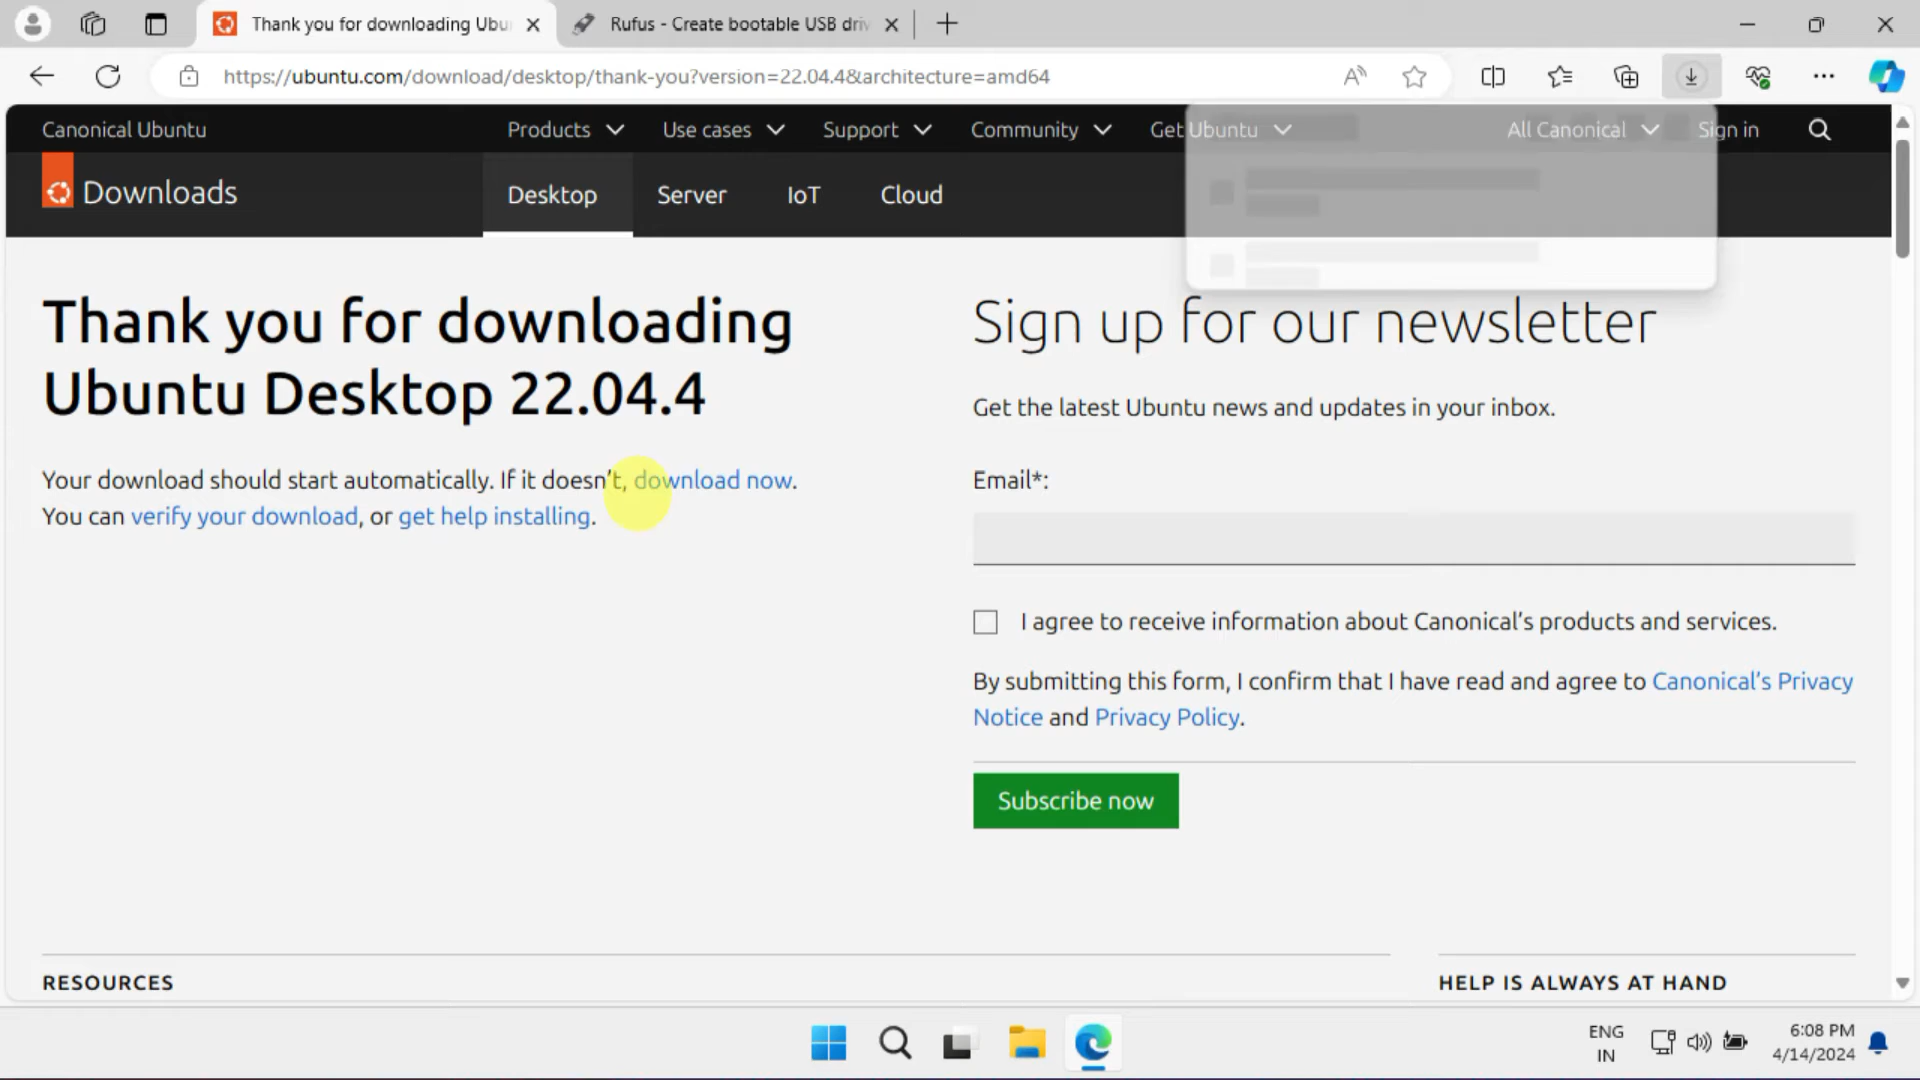 Thank you for downloading Ubu
Rufus - Create bootable USB driv
https://ubuntu.com/download/desktop/thank-you?version=22.04.4&architecture=amd64
Canonical Ubuntu
Products
Use cases
Support
Community
Get Ubuntu
All Canonical
Sign in
Downloads
Desktop
Server
IoT
Cloud
Thank you for downloading
Ubuntu Desktop 22.04.4
Your download should start automatically. If it doesn't, download now.
You can verify your download, or get help installing.
Sign up for our newsletter
Get the latest Ubuntu news and updates in your inbox.
Email*:
I agree to receive information about Canonical's products and services.
By submitting this form, I confirm that I have read and agree to Canonical's Privacy
Notice and Privacy Policy.
Subscribe now
RESOURCES
HELP IS ALWAYS AT HAND
ENG
IN
6:08 PM
4/14/2024